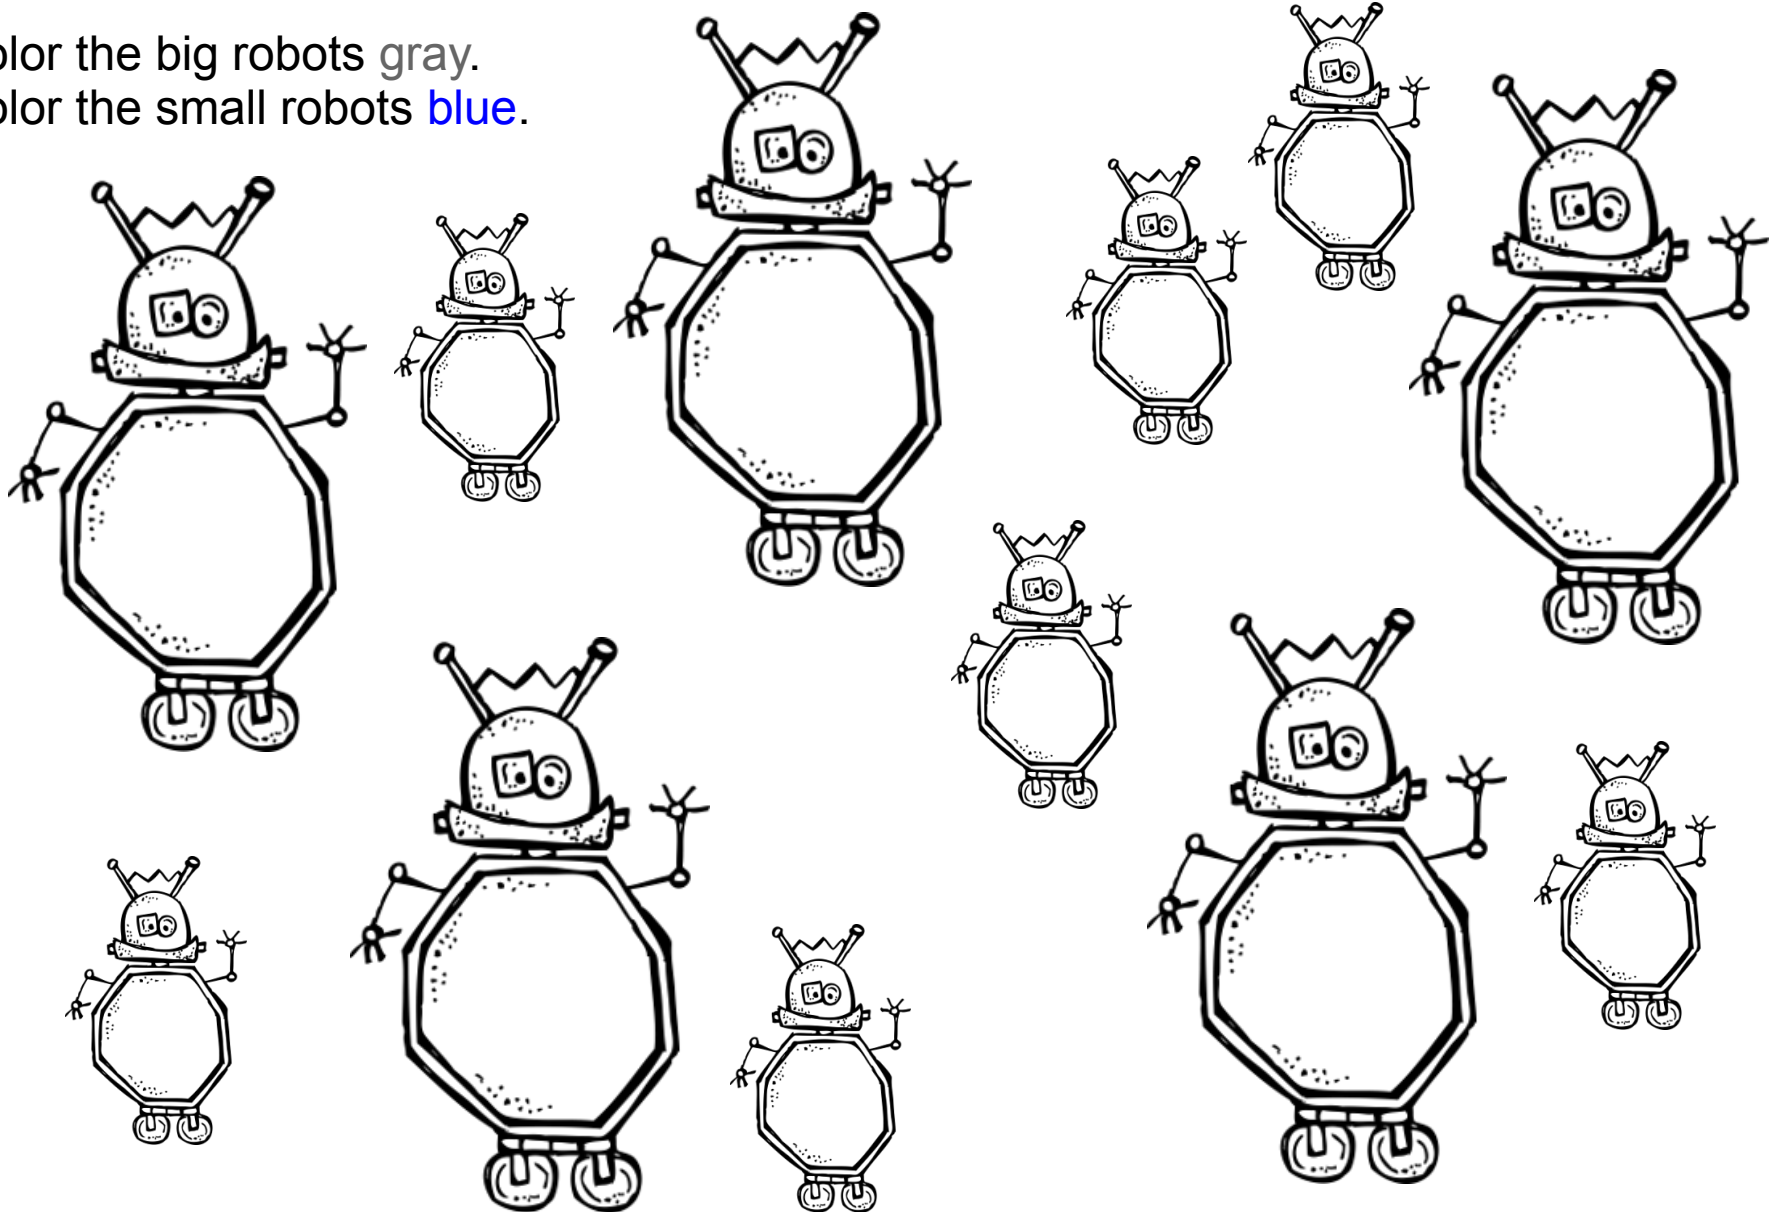 olor the big robots gray.
olor the small robots blue.